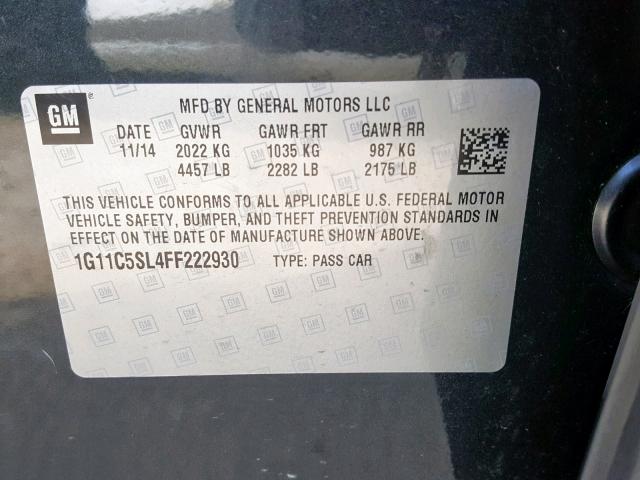 GM® MFD BY GENERAL MOTORS LLC
DATE GVWR GAWR FRT GAWR RR
11/14 2022 KG 1035 KG 987 KG
4457 LB 2282 LB 2175 LB
THIS VEHICLE CONFORMS TO ALL APPLICABLE U.S. FEDERAL MOTOR
VEHICLE SAFETY, BUMPER, AND THEFT PREVENTION STANDARDS IN
EFFECT ON THE DATE OF MANUFACTURE SHOWN ABOVE:
1G11C5SL4FF222930 TYPE: PASS CAR